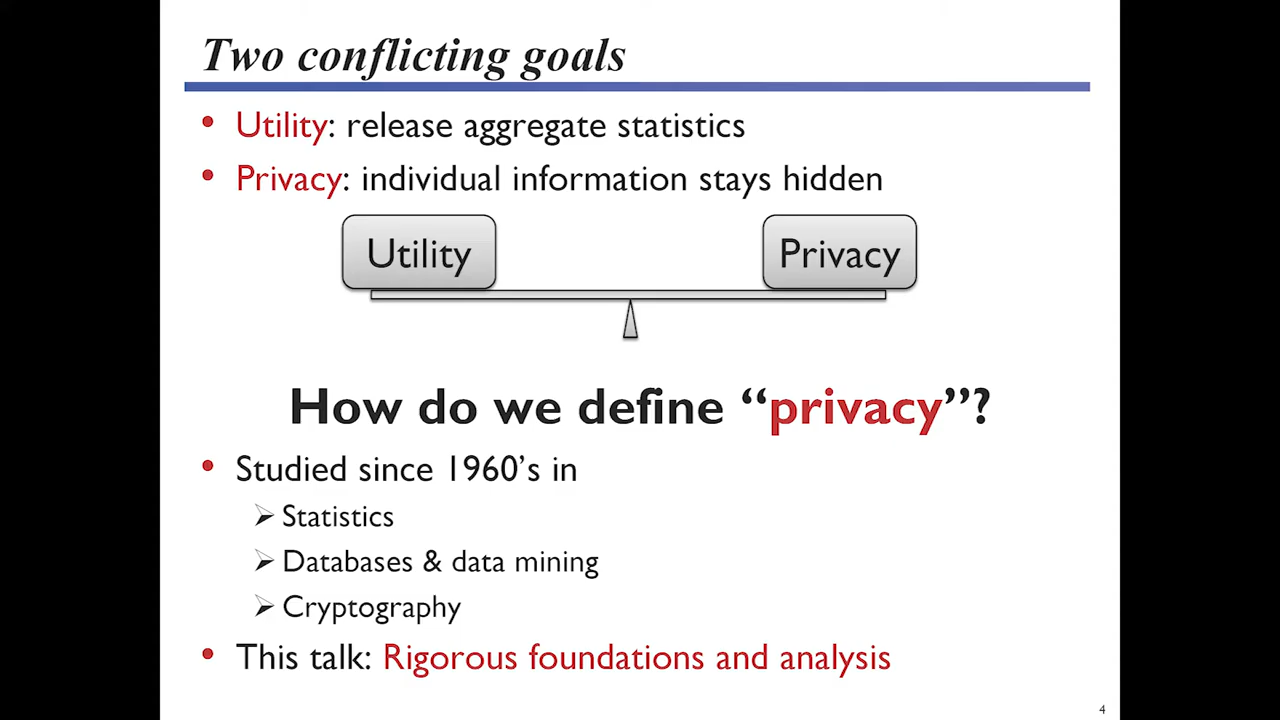 Two conflicting goals
• Utility: release aggregate statistics
• Privacy: individual information stays hidden
Utility
Privacy
How do we define “privacy”?
• Studied since 1960’s in
➢ Statistics
➢ Databases & data mining
➢ Cryptography
• This talk: Rigorous foundations and analysis
4